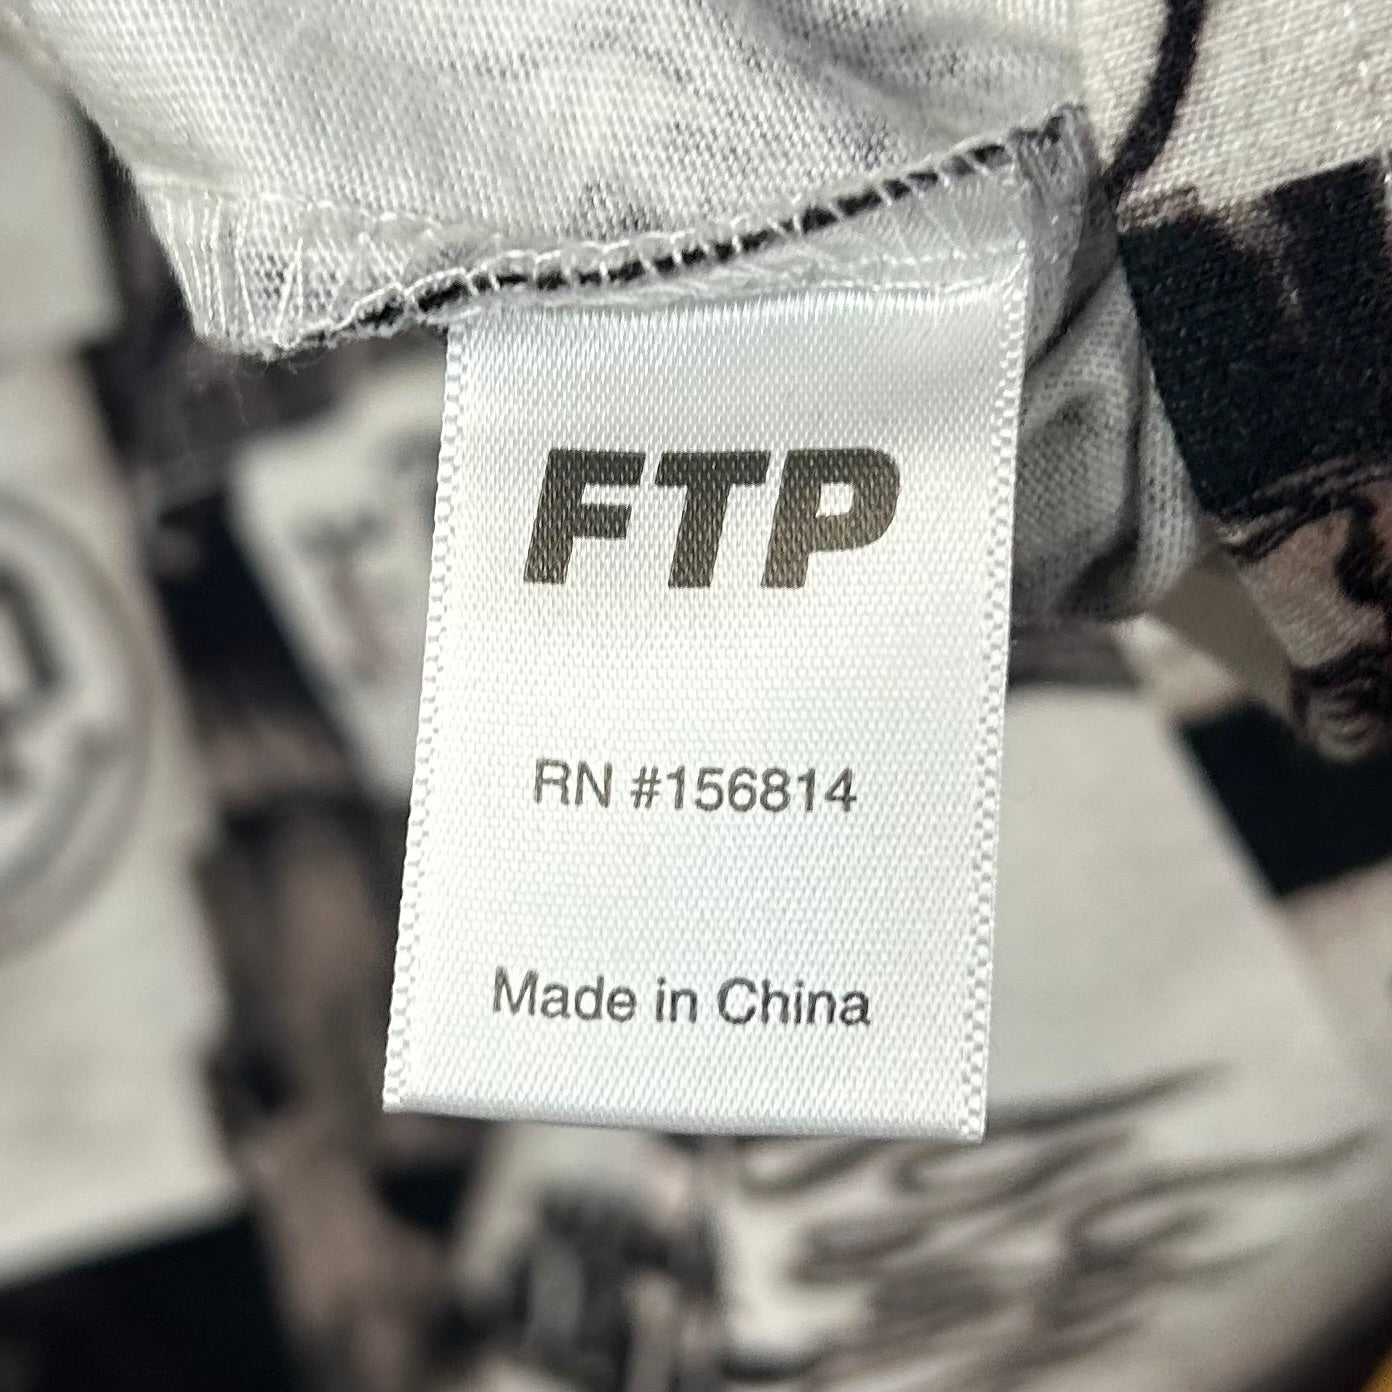 FTP
RN #156814
Made in China